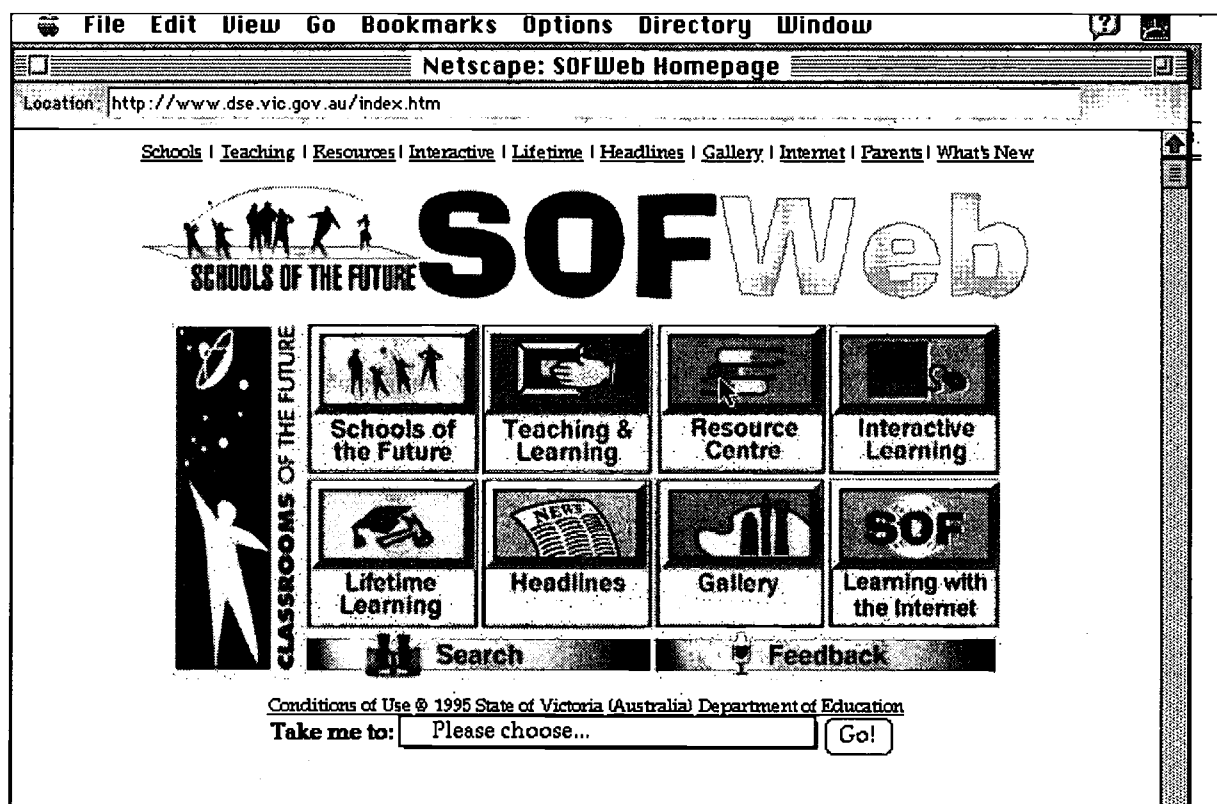 File Edit View Go Bookmarks Options Directory Window
Netscape: SOFWeb Homepage
Location: http://www.dse.vic.gov.au/index.htm
Schools | Teaching | Resources | Interactive | Lifetime | Headlines | Gallery | Internet | Parents | What's New
SCHOOLS OF THE FUTURE
SOFWeb
CLASSROOMS OF THE FUTURE
Schools of
the Future
Teaching &
Learning
Resource
Centre
Interactive
Learning
NEWS
SOF
Lifetime
Learning
Headlines
Gallery
Learning with
the Internet
Search
Feedback
Conditions of Use © 1995 State of Victoria (Australia) Department of Education
Take me to: Please choose... Go!